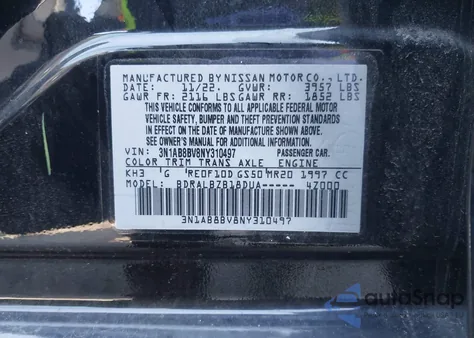 MANUFACTURED BY NISSAN MOTOR CO., LTD.
DATE: 11/22. GVWR: 3957 LBS
GAWR FR: 2116 LBS GAWR RR: 1852 LBS
THIS VEHICLE CONFORMS TO ALL APPLICABLE FEDERAL MOTOR
VEHICLE SAFETY, BUMPER, AND THEFT PREVENTION STANDARDS
IN EFFECT ON THE DATE OF MANUFACTURE SHOWN ABOVE.
SEE OWNER'S MANUAL FOR ADDITIONAL INFORMATION.
VIN: 3N1AB8BV8NY310497 PASSENGER CAR.
COLOR TRIM TRANS AXLE ENGINE
KH3 G RE0F10D GS50 MR20 1997 CC
MODEL: BDRALBZB18DUA----- 4Z000
3N1AB8BV8NY310497
autoSnap